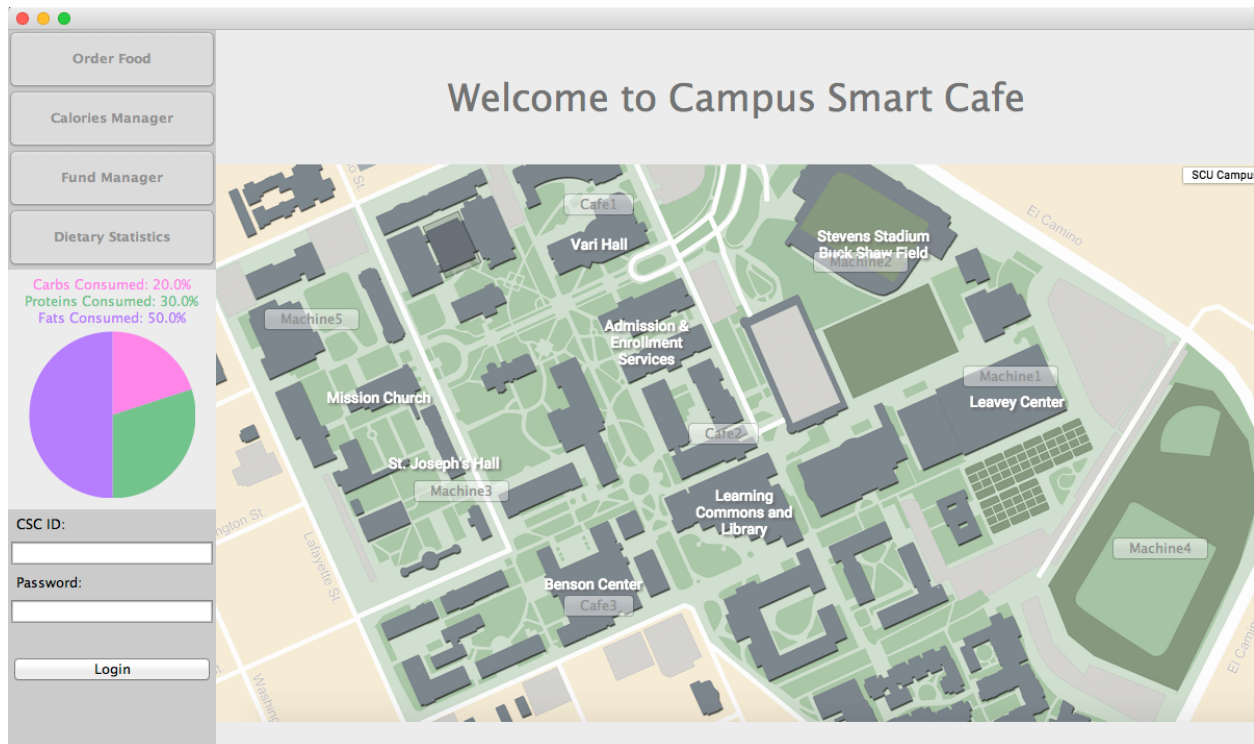 Order Food
Calories Manager
Fund Manager
Dietary Statistics
Carbs Consumed: 20.0%
Proteins Consumed: 30.0%
Fats Consumed: 50.0%
CSC ID:
Password:
Login
Welcome to Campus Smart Cafe
SCU Campus
El Camino
Cafe1
Vari Hall
Stevens Stadium
Buck Shaw Field
Machine2
Machine5
Admission &
Enrollment
Services
Machine1
Leavey Center
Mission Church
Cafe2
St. Joseph's Hall
Machine3
Learning
Commons and
Library
Lafayette St.
Machine4
Benson Center
Cafe3
El Camino